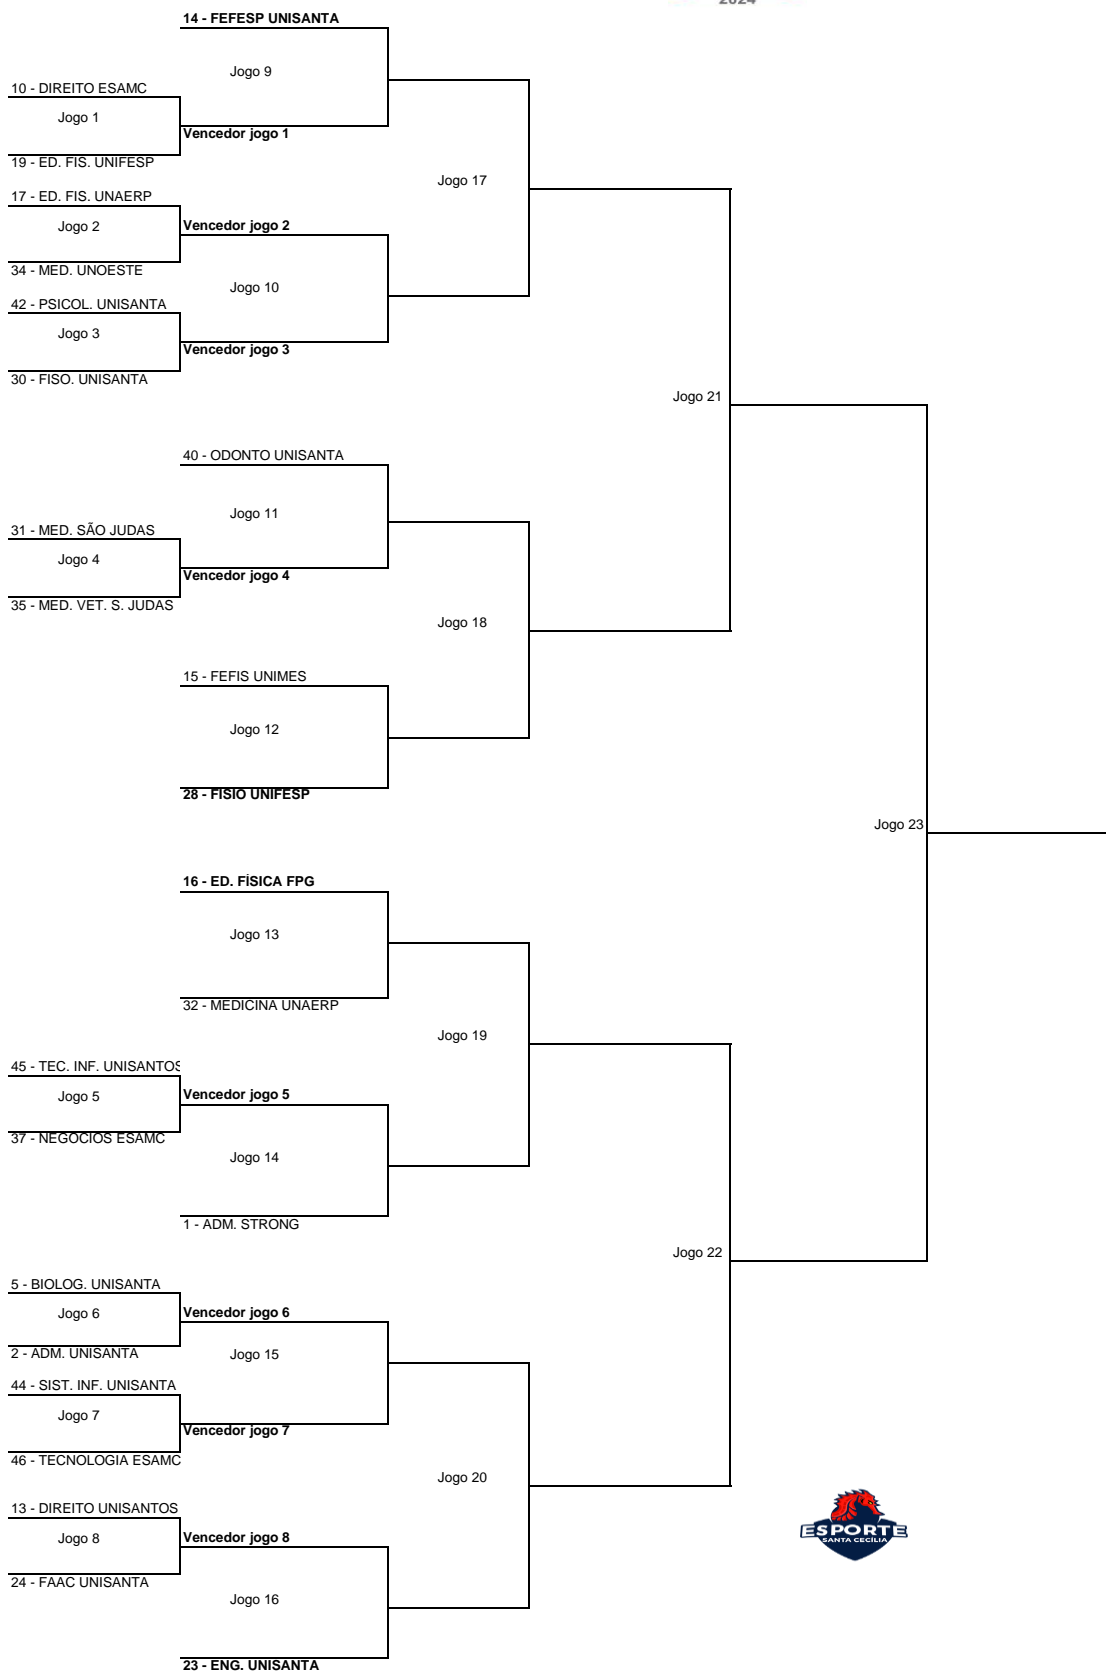 2024
14 - FEFESP UNISANTA
Jogo 9
10 - DIREITO ESAMC
Jogo 1
Vencedor jogo 1
19 - ED. FIS. UNIFESP
Jogo 17
17 - ED. FIS. UNAERP
Jogo 2
Vencedor jogo 2
34 - MED. UNOESTE
Jogo 10
42 - PSICOL. UNISANTA
Jogo 3
Vencedor jogo 3
30 - FISO. UNISANTA
Jogo 21
40 - ODONTO UNISANTA
Jogo 11
31 - MED. SÃO JUDAS
Jogo 4
Vencedor jogo 4
35 - MED. VET. S. JUDAS
Jogo 18
15 - FEFIS UNIMES
Jogo 12
28 - FISIO UNIFESP
Jogo 23
16 - ED. FÍSICA FPG
Jogo 13
32 - MEDICINA UNAERP
Jogo 19
45 - TEC. INF. UNISANTOS
Jogo 5
Vencedor jogo 5
37 - NEGOCIOS ESAMC
Jogo 14
1 - ADM. STRONG
Jogo 22
5 - BIOLOG. UNISANTA
Jogo 6
Vencedor jogo 6
2 - ADM. UNISANTA
Jogo 15
44 - SIST. INF. UNISANTA
Jogo 7
Vencedor jogo 7
46 - TECNOLOGIA ESAMC
Jogo 20
13 - DIREITO UNISANTOS
Jogo 8
Vencedor jogo 8
24 - FAAC UNISANTA
Jogo 16
23 - ENG. UNISANTA
ESPORTE
SANTA CECÍLIA